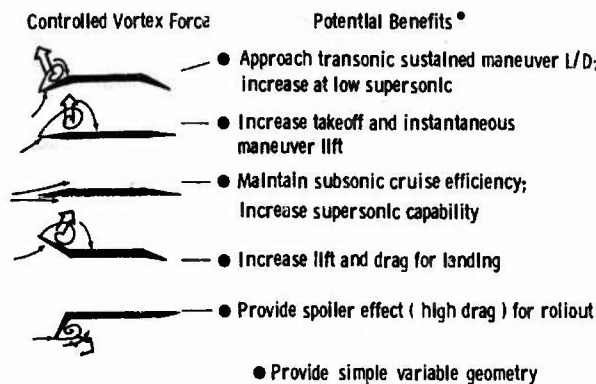 Controlled Vortex Force
Potential Benefits •
● Approach transonic sustained maneuver L/D;
increase at low supersonic
● Increase takeoff and instantaneous
maneuver lift
● Maintain subsonic cruise efficiency;
Increase supersonic capability
● Increase lift and drag for landing
● Provide spoiler effect ( high drag ) for rollout
● Provide simple variable geometry